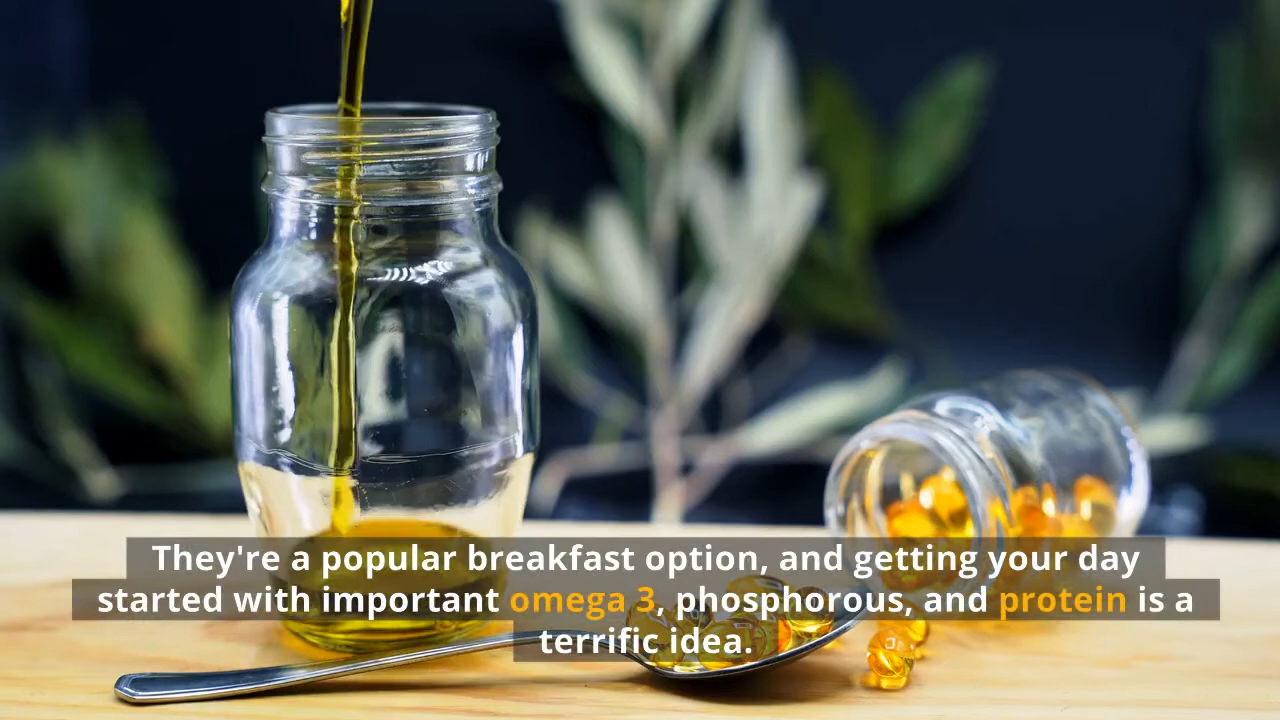 They're a popular breakfast option, and getting your day
started with important omega 3, phosphorous, and protein is a
terrific idea.